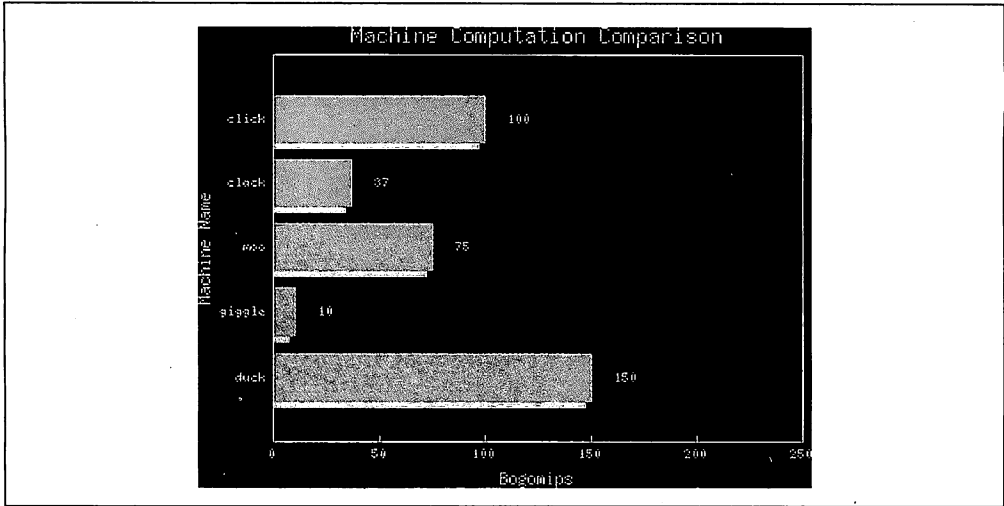 Machine Computation Comparison
click
100
clack
37
moo
75
giggle
10
duck
150
Machine Name
0 50 100 150 200 250
Bogomips